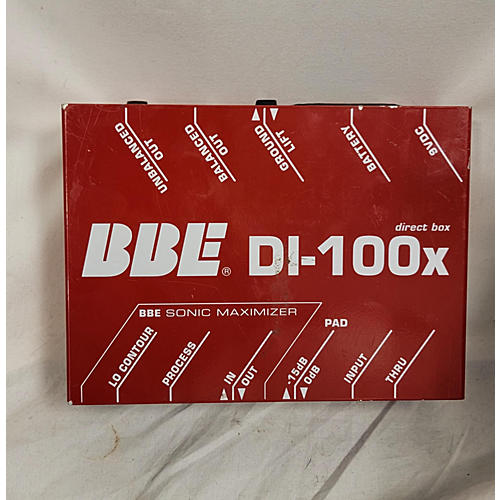 UNBALANCED OUT
BALANCED OUT
GROUND LIFT
BATTERY
9VDC
direct box
BBE® DI-100x
BBE SONIC MAXIMIZER
PAD
LO CONTOUR
PROCESS
IN
OUT
-15dB
0dB
INPUT
THRU